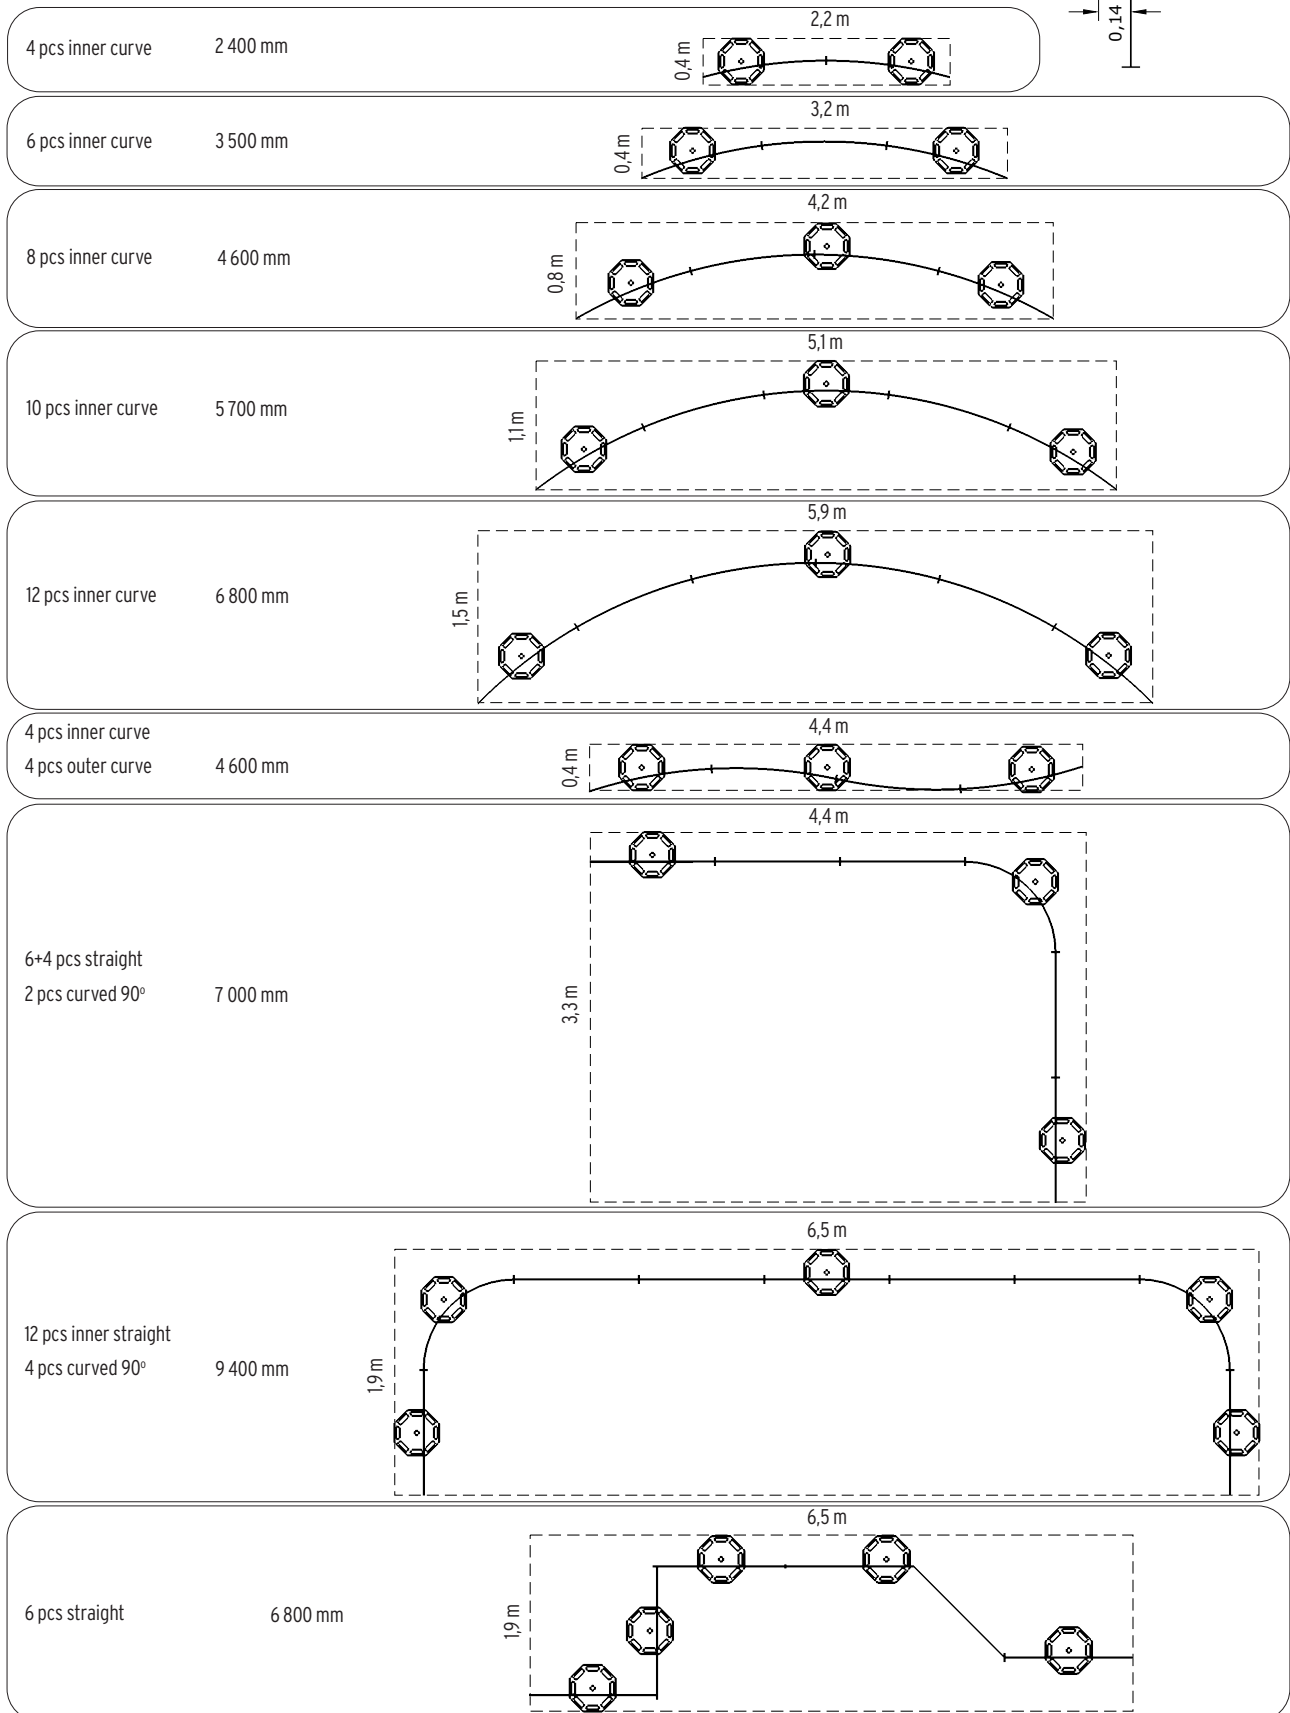 0,14
4 pcs inner curve 2 400 mm
2,2 m
0,4 m
6 pcs inner curve 3 500 mm
3,2 m
0,4 m
8 pcs inner curve 4 600 mm
4,2 m
0,8 m
10 pcs inner curve 5 700 mm
5,1 m
1,1 m
12 pcs inner curve 6 800 mm
5,9 m
1,5 m
4 pcs inner curve
4 pcs outer curve 4 600 mm
4,4 m
0,4 m
6+4 pcs straight
2 pcs curved 90º 7 000 mm
4,4 m
3,3 m
12 pcs inner straight
4 pcs curved 90º 9 400 mm
6,5 m
1,9 m
6 pcs straight 6 800 mm
6,5 m
1,9 m